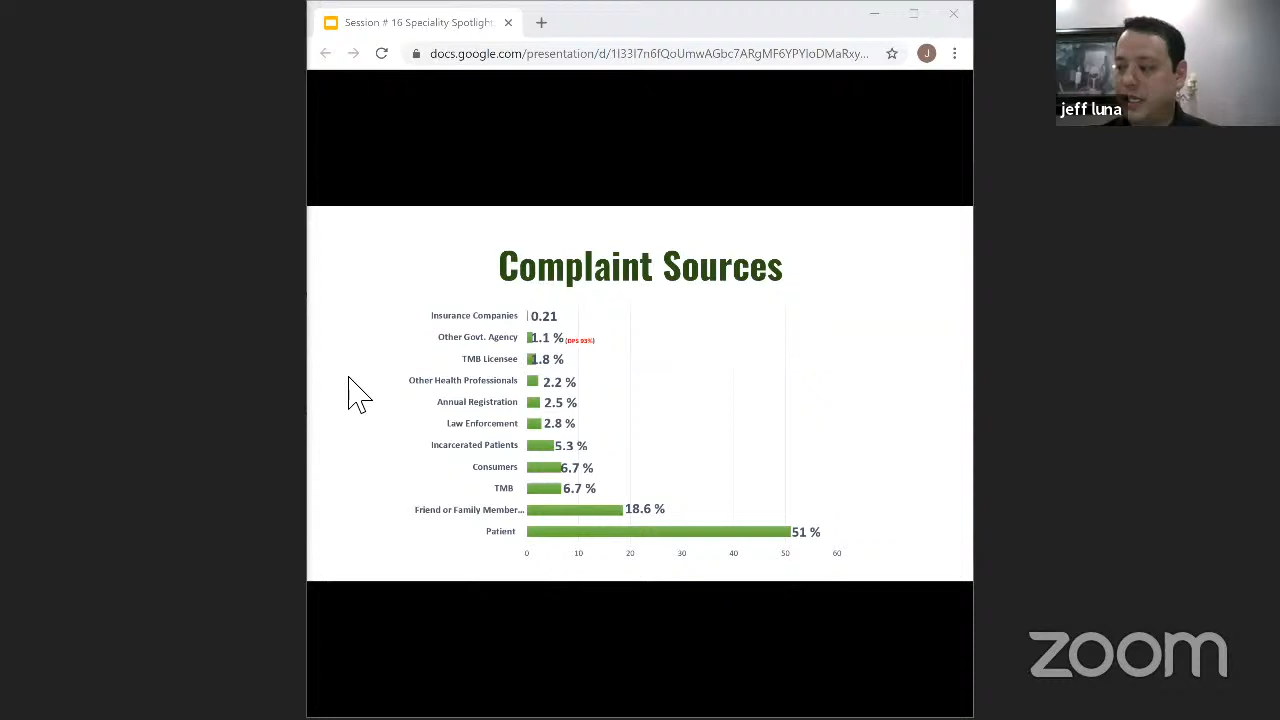 Session # 16 Speciality Spotlight
docs.google.com/presentation/d/1I33I7n6fQoUmwAGbc7ARgMF6YPYIoDMaRxy...
J
jeff luna
Complaint Sources
Insurance Companies 0.21
Other Govt. Agency 1.1 % (DPS 93%)
TMB Licensee 1.8 %
Other Health Professionals 2.2 %
Annual Registration 2.5 %
Law Enforcement 2.8 %
Incarcerated Patients 5.3 %
Consumers 6.7 %
TMB 6.7 %
Friend or Family Member... 18.6 %
Patient 51 %
0 10 20 30 40 50 60
zoom